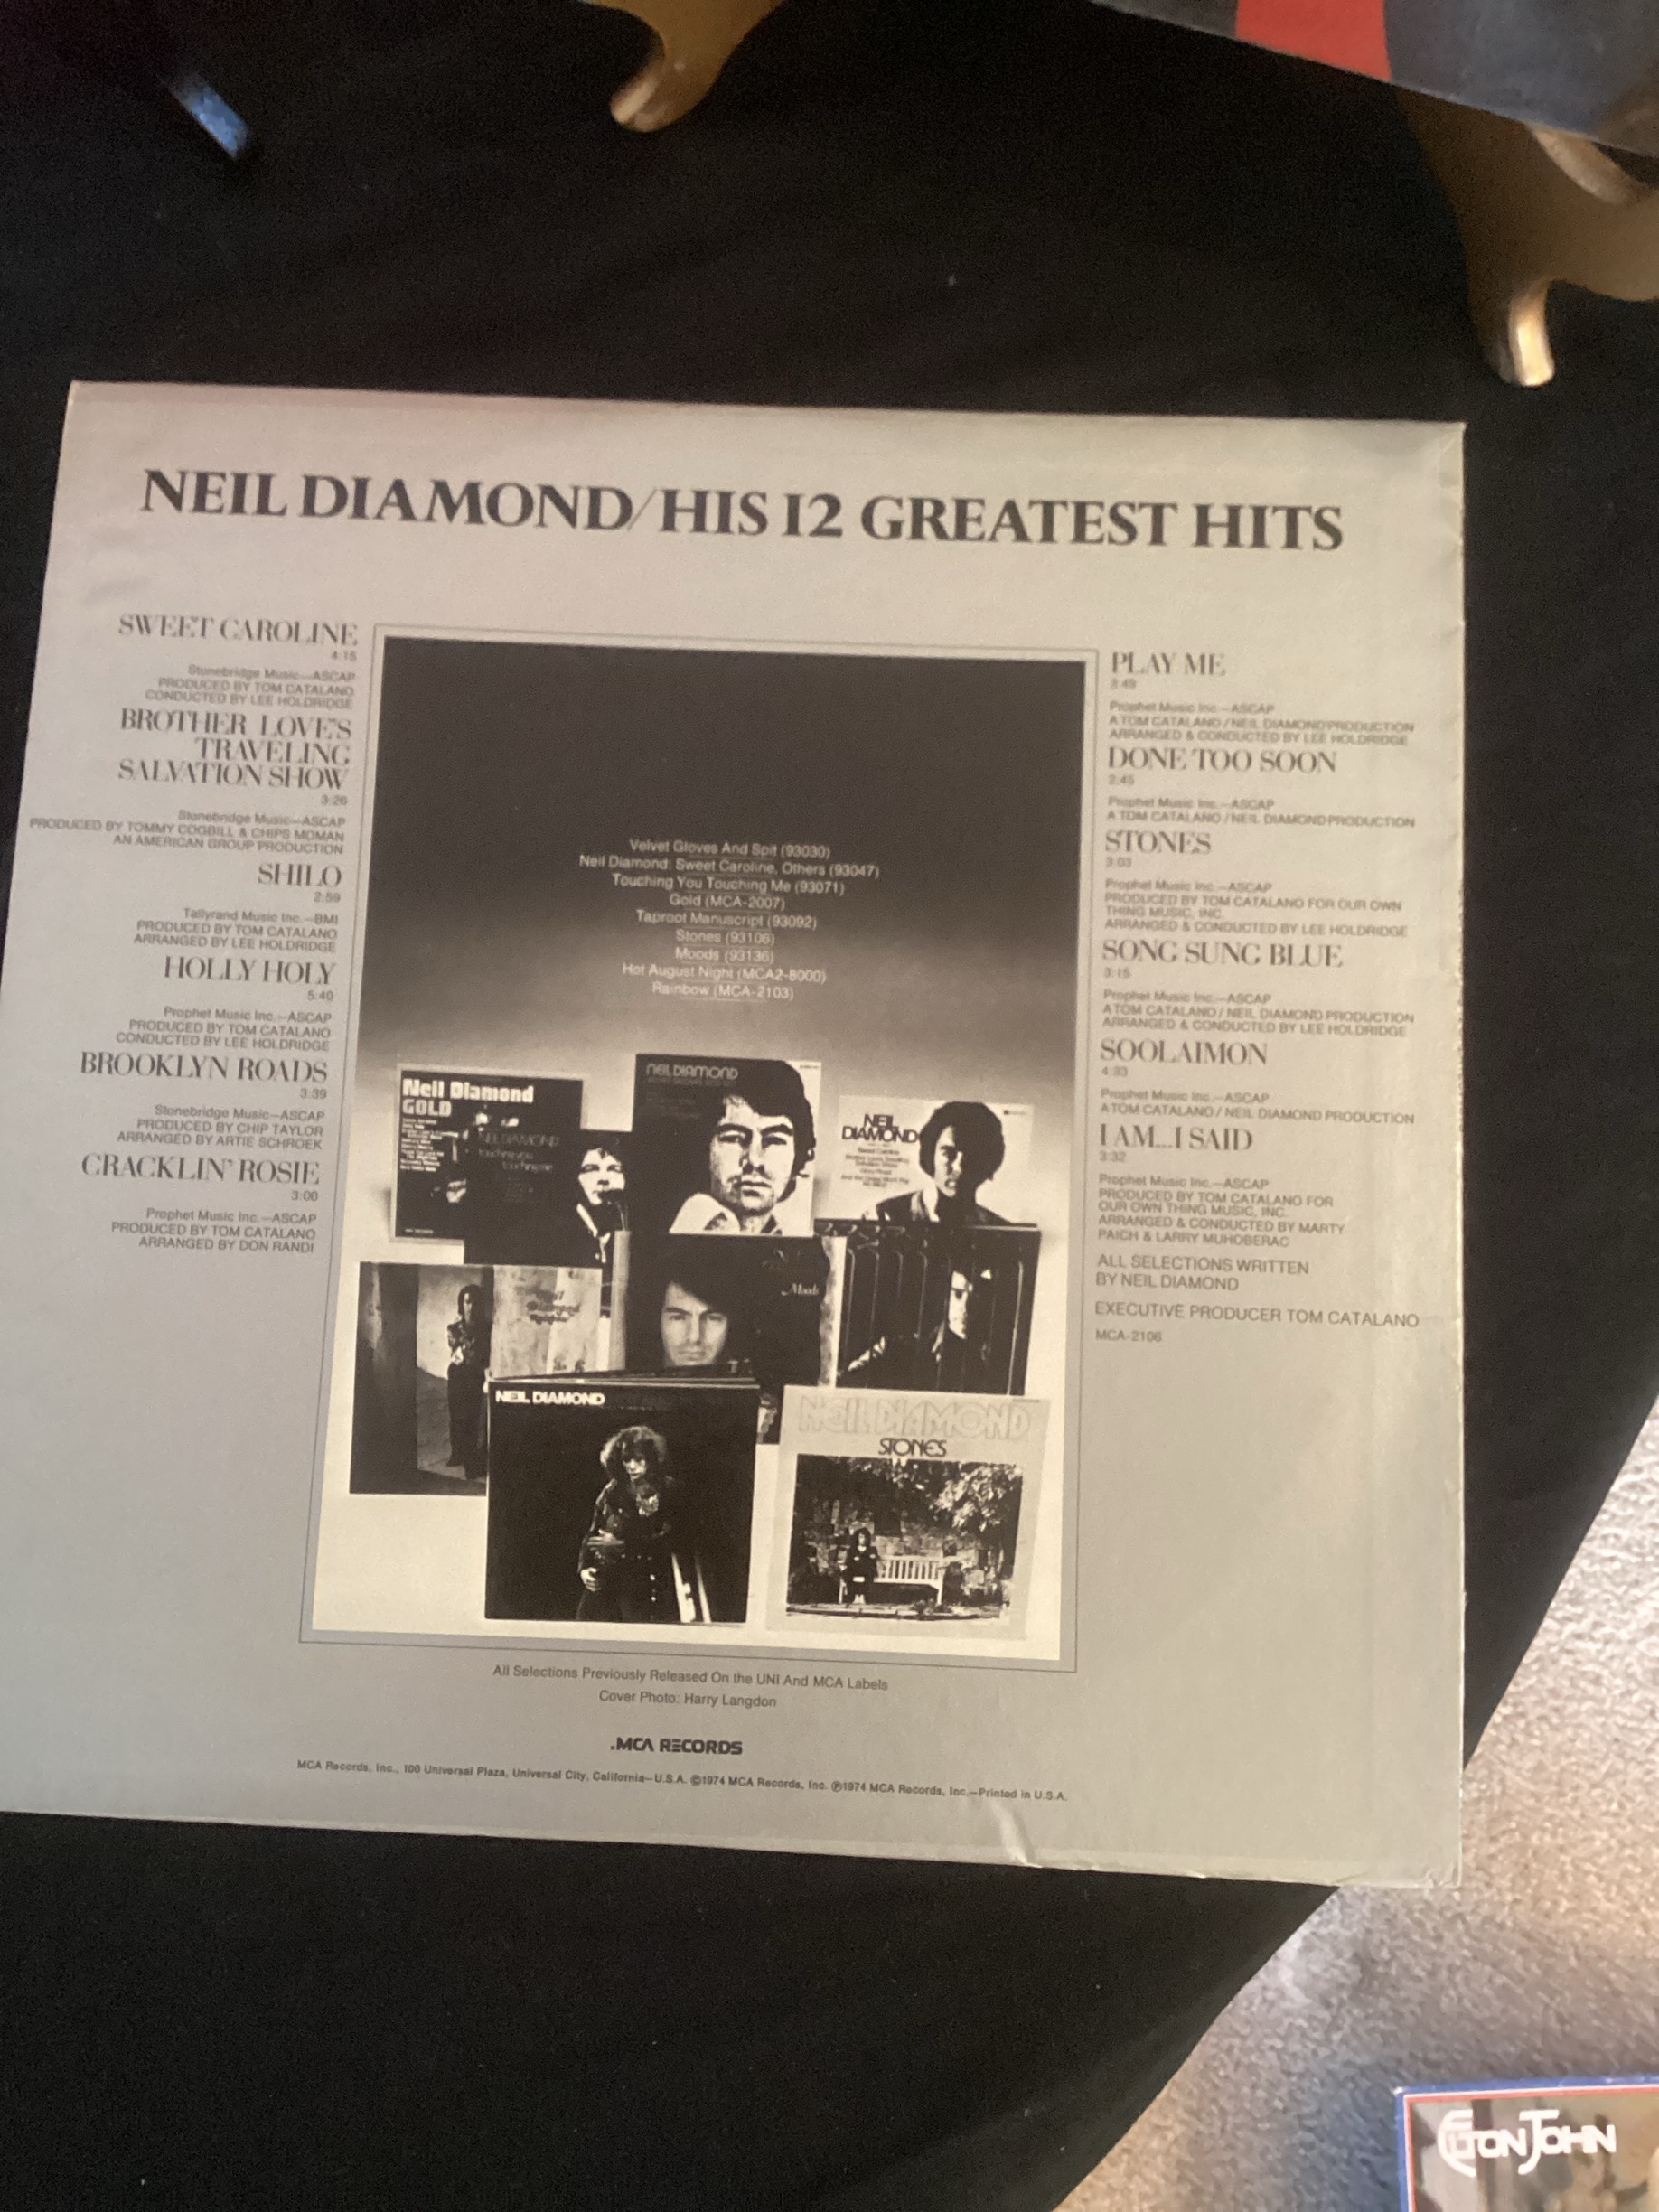 NEIL DIAMOND/HIS 12 GREATEST HITS
SWEET CAROLINE
4:15
Stonebridge Music—ASCAP
PRODUCED BY TOM CATALANO
CONDUCTED BY LEE HOLDRIDGE
BROTHER LOVE'S
TRAVELING
SALVATION SHOW
3:26
Stonebridge Music—ASCAP
PRODUCED BY TOMMY COGBILL & CHIPS MOMAN
AN AMERICAN GROUP PRODUCTION
SHILO
2:59
Tallyrand Music Inc.—BMI
PRODUCED BY TOM CATALANO
ARRANGED BY LEE HOLDRIDGE
HOLLY HOLY
5:40
Prophet Music Inc.—ASCAP
PRODUCED BY TOM CATALANO
CONDUCTED BY LEE HOLDRIDGE
BROOKLYN ROADS
3:39
Stonebridge Music—ASCAP
PRODUCED BY CHIP TAYLOR
ARRANGED BY ARTIE SCHROEK
CRACKLIN' ROSIE
3:00
Prophet Music Inc.—ASCAP
PRODUCED BY TOM CATALANO
ARRANGED BY DON RANDI
Velvet Gloves And Spit (93030)
Neil Diamond: Sweet Caroline, Others (93047)
Touching You Touching Me (93071)
Gold (MCA-2007)
Taproot Manuscript (93092)
Stones (93106)
Moods (93136)
Hot August Night (MCA2-8000)
Rainbow (MCA-2103)
Neil Diamond
GOLD
NEIL DIAMOND
touching you
touching me
NEIL DIAMOND
NEIL
DIAMOND
Neil
Diamond
Rainbow
Moods
NEIL DIAMOND
NEIL DIAMOND
STONES
PLAY ME
3:49
Prophet Music Inc.—ASCAP
A TOM CATALANO / NEIL DIAMOND PRODUCTION
ARRANGED & CONDUCTED BY LEE HOLDRIDGE
DONE TOO SOON
2:45
Prophet Music Inc.—ASCAP
A TOM CATALANO / NEIL DIAMOND PRODUCTION
STONES
3:03
Prophet Music Inc.—ASCAP
PRODUCED BY TOM CATALANO FOR OUR OWN
THING MUSIC, INC.
ARRANGED & CONDUCTED BY LEE HOLDRIDGE
SONG SUNG BLUE
3:15
Prophet Music Inc.—ASCAP
A TOM CATALANO / NEIL DIAMOND PRODUCTION
ARRANGED & CONDUCTED BY LEE HOLDRIDGE
SOOLAIMON
4:33
Prophet Music Inc.—ASCAP
A TOM CATALANO / NEIL DIAMOND PRODUCTION
I AM...I SAID
3:32
Prophet Music Inc.—ASCAP
PRODUCED BY TOM CATALANO FOR
OUR OWN THING MUSIC, INC.
ARRANGED & CONDUCTED BY MARTY
PAICH & LARRY MUHOBERAC
ALL SELECTIONS WRITTEN
BY NEIL DIAMOND
EXECUTIVE PRODUCER TOM CATALANO
MCA-2106
All Selections Previously Released On the UNI And MCA Labels
Cover Photo: Harry Langdon
.MCA RECORDS
MCA Records, Inc., 100 Universal Plaza, Universal City, California—U.S.A. ©1974 MCA Records, Inc. ℗1974 MCA Records, Inc.—Printed in U.S.A.
ELTON JOHN